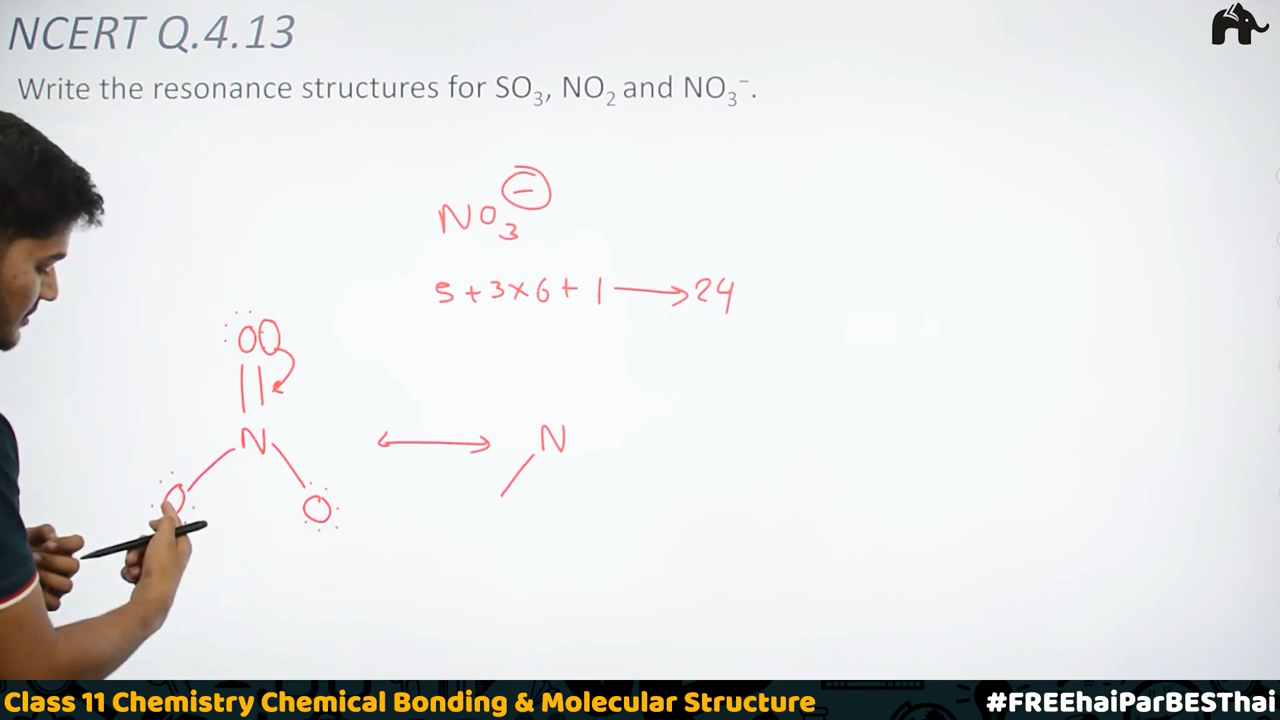 NCERT Q.4.13
Write the resonance structures for SO₃, NO₂ and NO₃⁻.
NO₃⁻
5 + 3 × 6 + 1 → 24
O
N
N
O
O
Class 11 Chemistry Chemical Bonding & Molecular Structure
#FREEhaiParBESThai